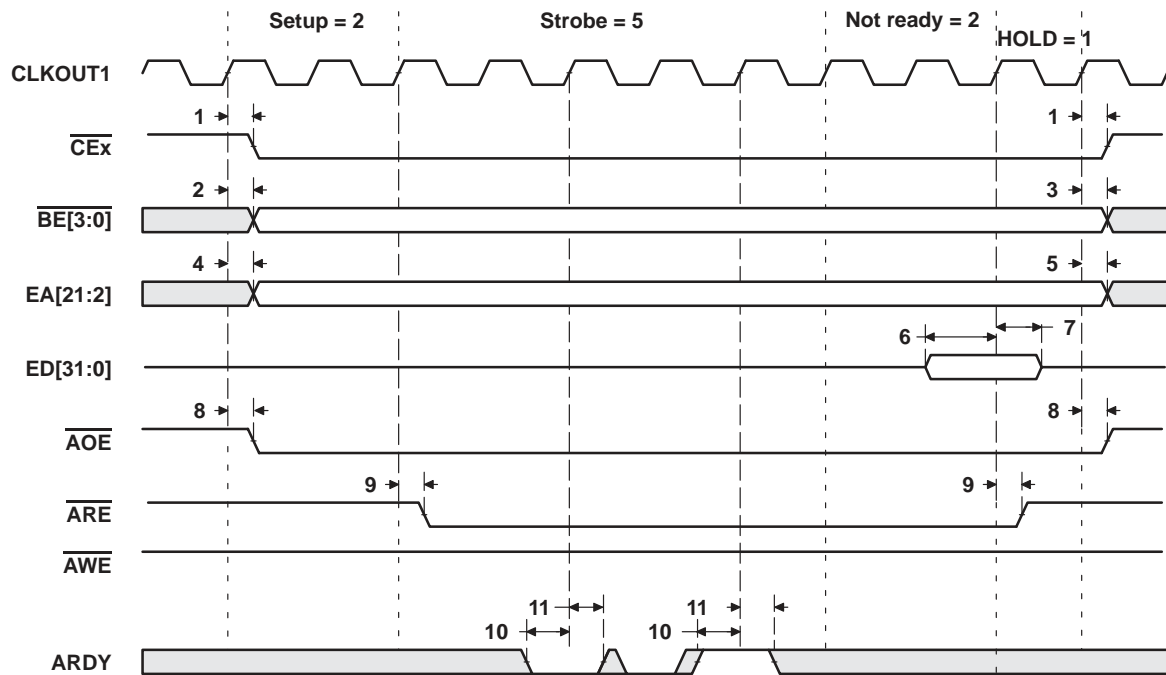 Setup = 2 Strobe = 5 Not ready = 2
HOLD = 1
CLKOUT1
1 1
CEx
2 3
BE[3:0]
4 5
EA[21:2]
6 7
ED[31:0]
8 8
AOE
9 9
ARE
AWE
11 11
10 10
ARDY